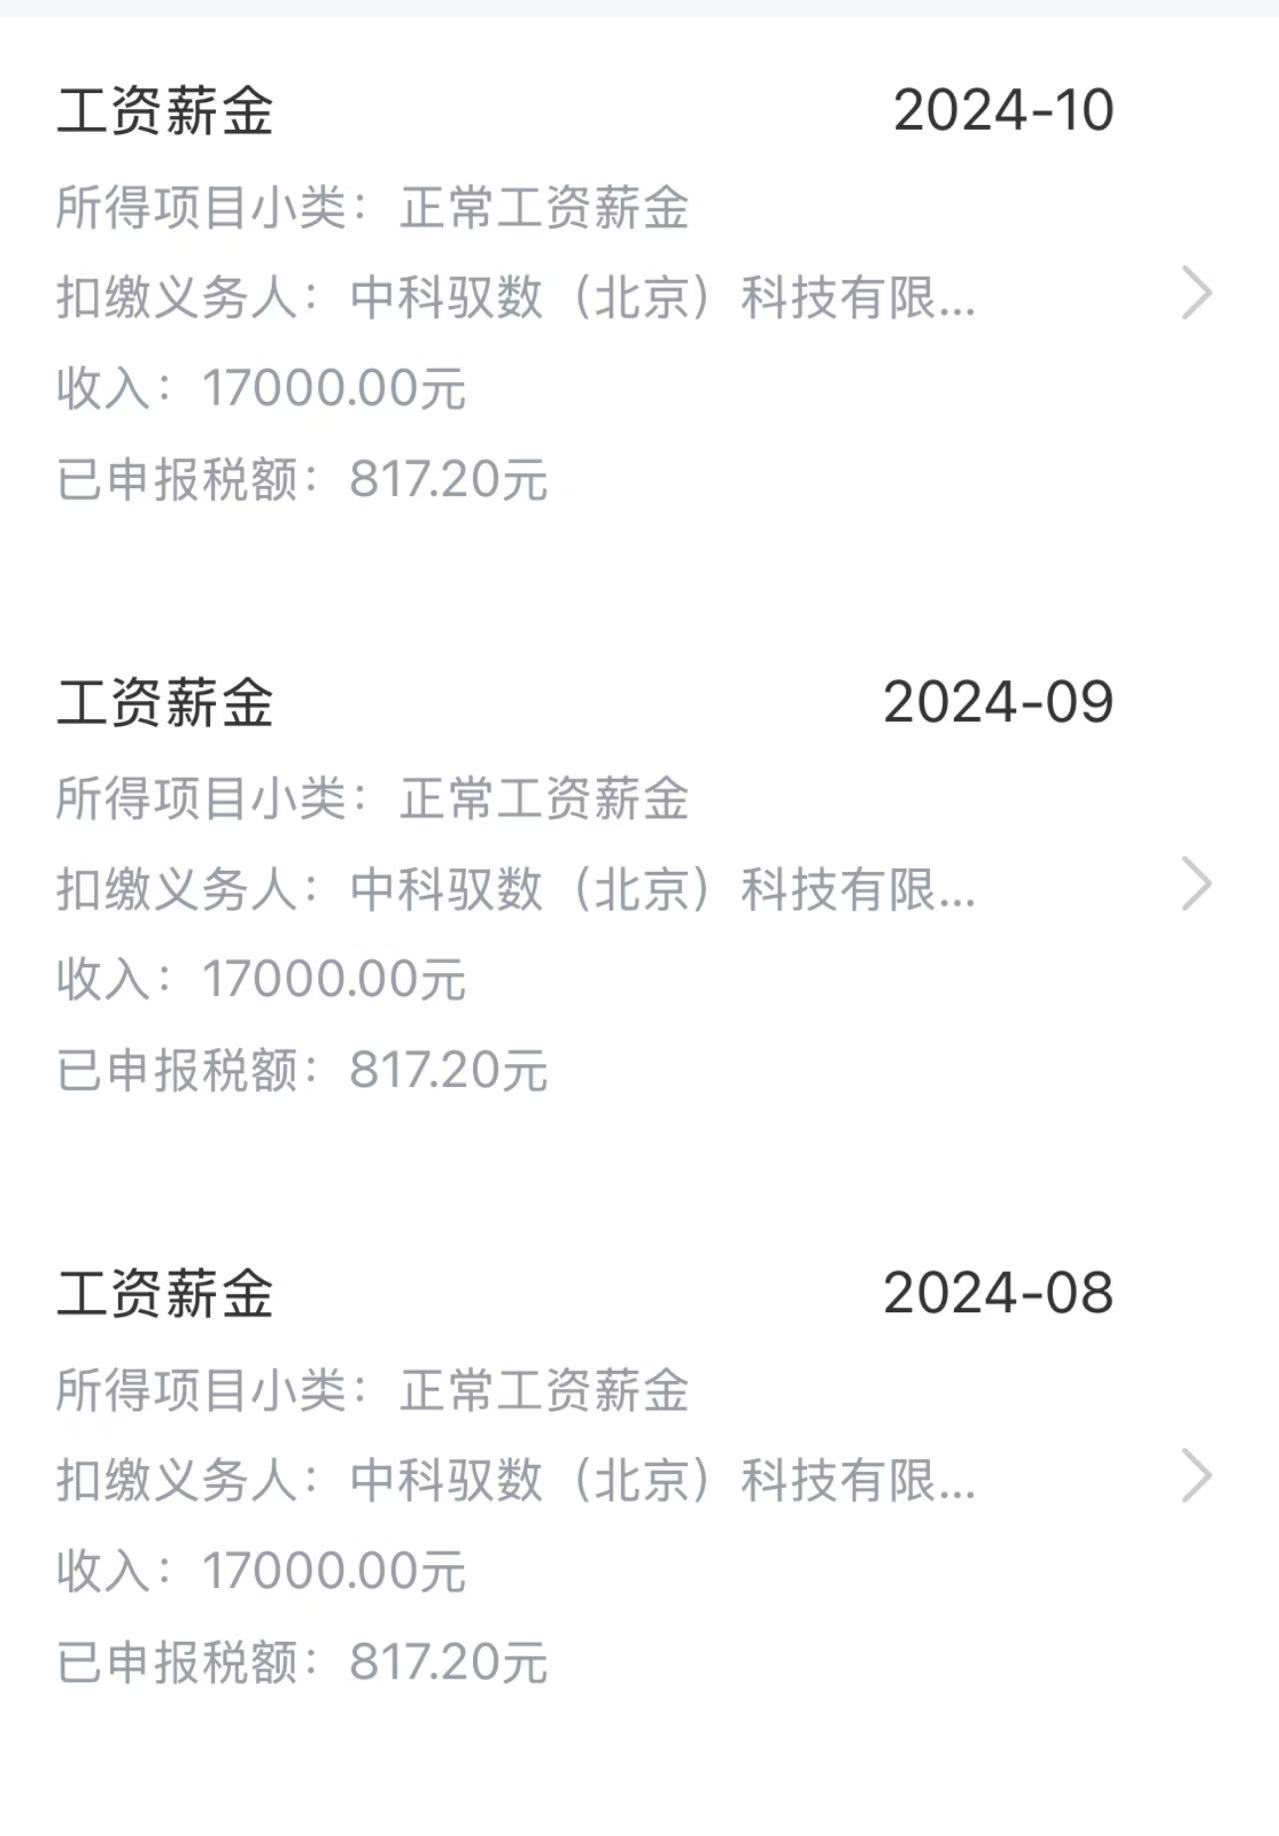 工资薪金 2024-10
所得项目小类：正常工资薪金
扣缴义务人：中科驭数（北京）科技有限...
收入：17000.00元
已申报税额：817.20元
工资薪金 2024-09
所得项目小类：正常工资薪金
扣缴义务人：中科驭数（北京）科技有限...
收入：17000.00元
已申报税额：817.20元
工资薪金 2024-08
所得项目小类：正常工资薪金
扣缴义务人：中科驭数（北京）科技有限...
收入：17000.00元
已申报税额：817.20元